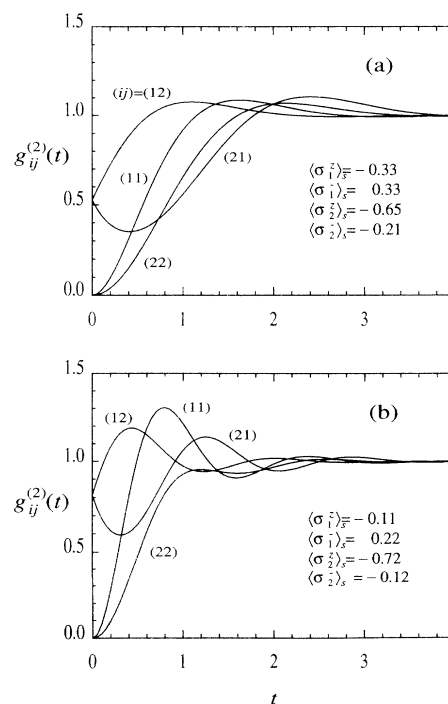 1.5
(a)
(ij)=(12)
1.0
g_{ij}^{(2)}(t)
(11)
(21)
⟨σ_1^z⟩_s = − 0.33
⟨σ_1^-⟩_s = 0.33
0.5
⟨σ_2^z⟩_s = − 0.65
⟨σ_2^-⟩_s = − 0.21
(22)
0.0
0 1 2 3
1.5
(b)
(12) (11)
(21)
1.0
g_{ij}^{(2)}(t)
⟨σ_1^z⟩_s = − 0.11
0.5
⟨σ_1^-⟩_s = 0.22
(22)
⟨σ_2^z⟩_s = − 0.72
⟨σ_2^-⟩_s = − 0.12
0.0
0 1 2 3
t